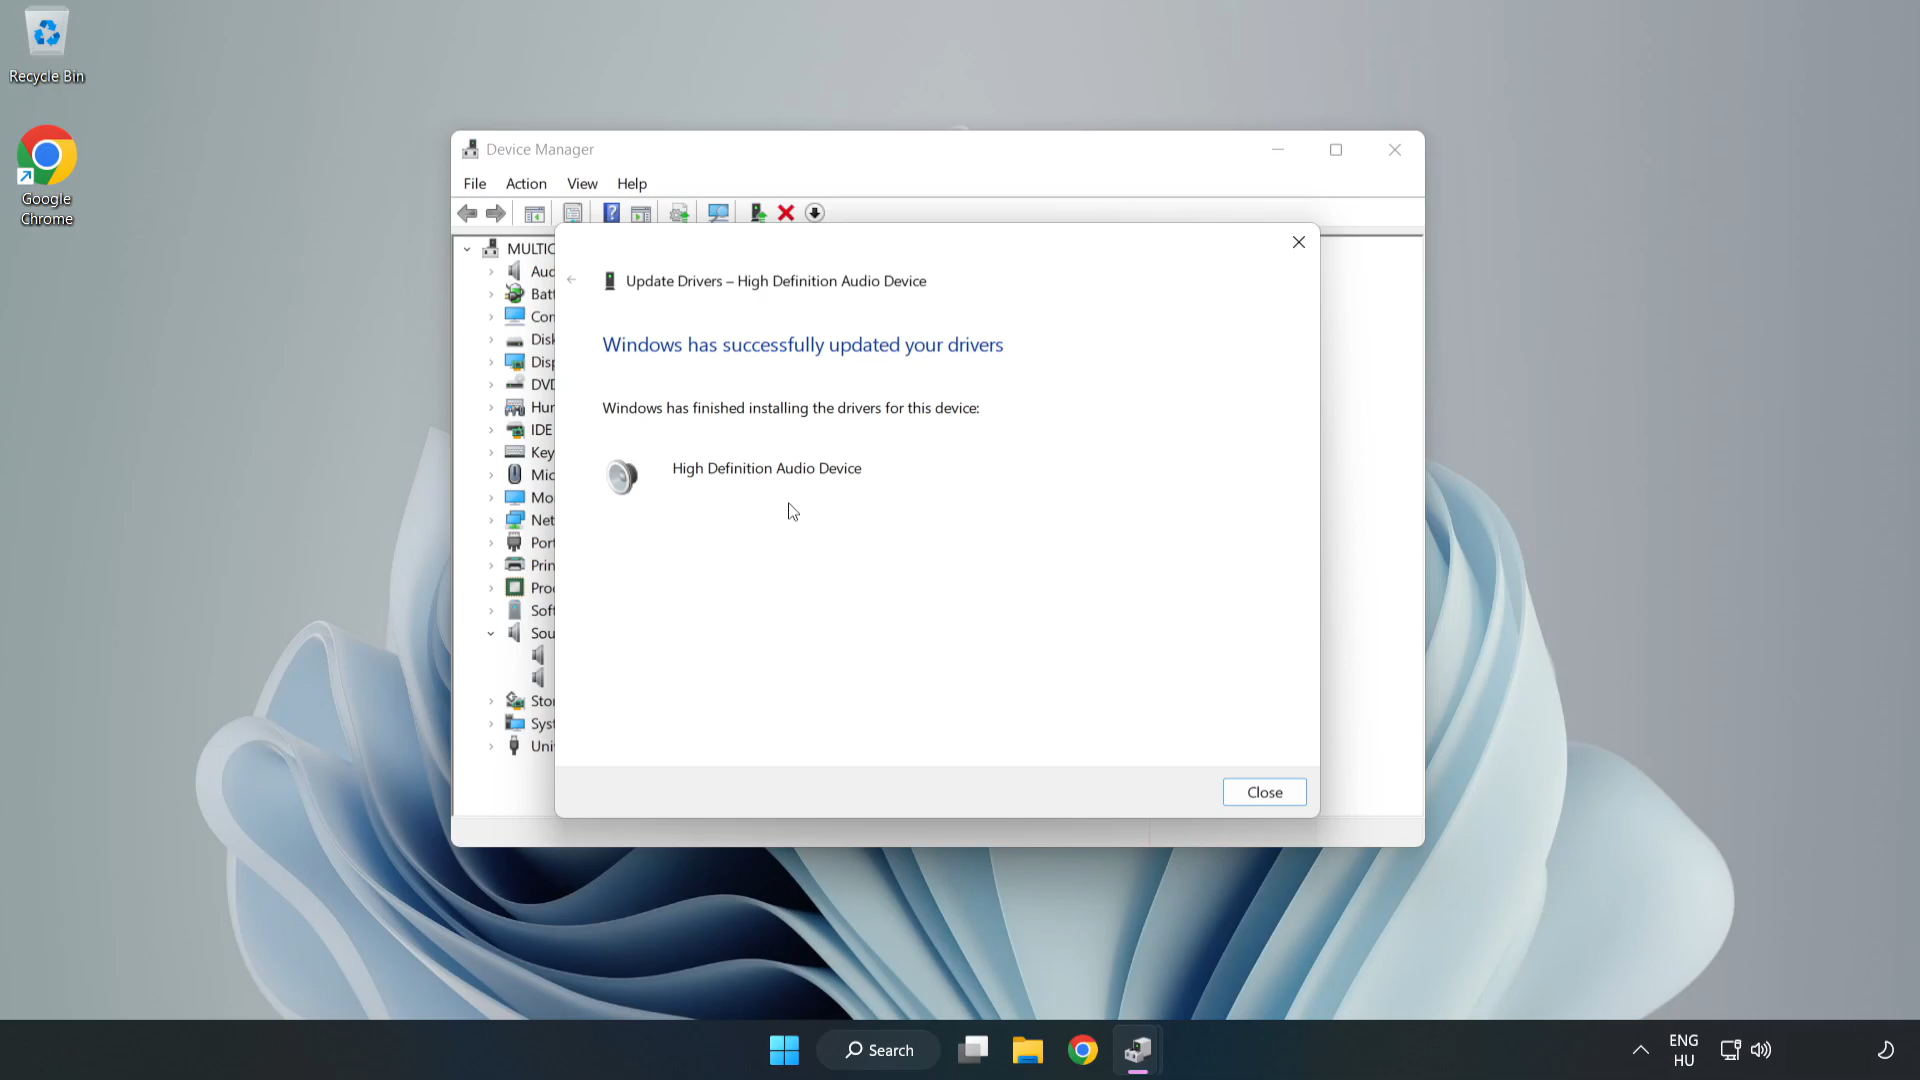 Recycle Bin
Google
Chrome
Device Manager
File Action View Help
Update Drivers – High Definition Audio Device
Windows has successfully updated your drivers
Windows has finished installing the drivers for this device:
High Definition Audio Device
Close
MULTIC
Aud
Batt
Con
Disk
Disp
DVD
Hur
IDE
Key
Mic
Mor
Net
Port
Prin
Proc
Soft
Sou
Stor
Syst
Uni
Search
ENG
HU